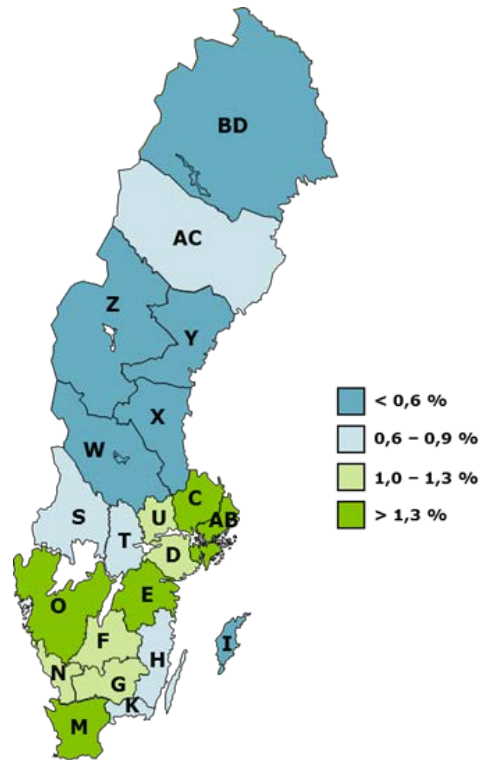 BD
AC
Z
Y
X
W
C
AB
S
T
U
D
O
E
F
I
N
H
G
K
M
< 0,6 %
0,6 – 0,9 %
1,0 – 1,3 %
> 1,3 %